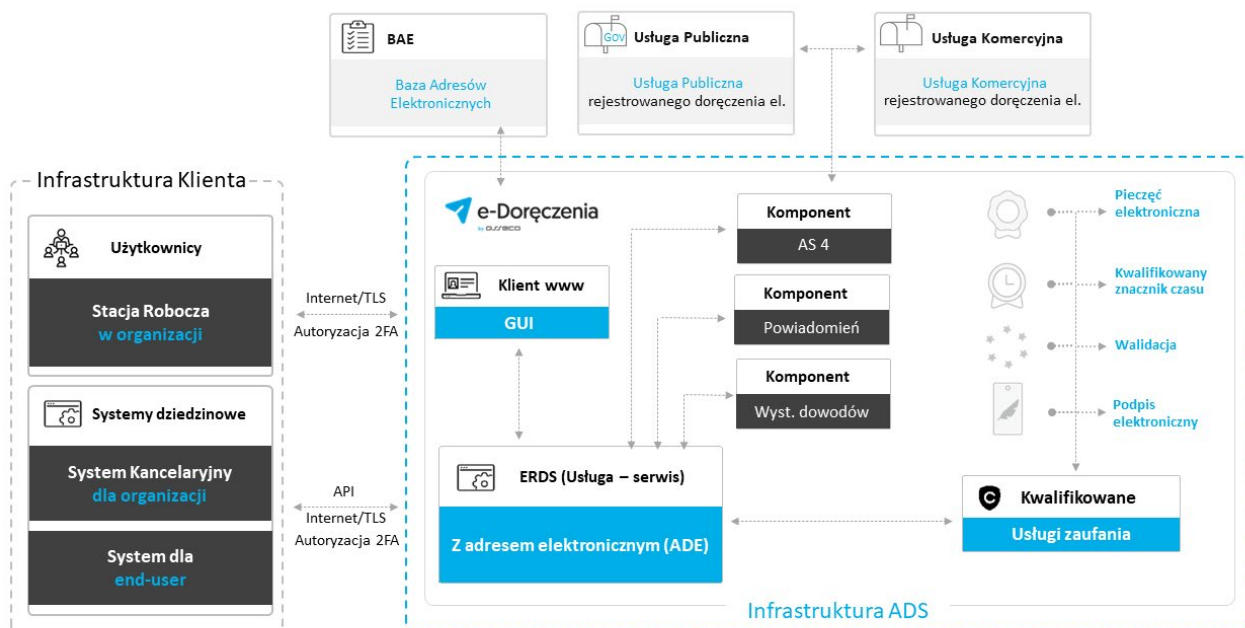 BAE
Baza Adresów
Elektronicznych
GOV
Usługa Publiczna
Usługa Publiczna
rejestrowanego doręczenia el.
Usługa Komercyjna
Usługa Komercyjna
rejestrowanego doręczenia el.
Infrastruktura Klienta
Użytkownicy
Stacja Robocza
w organizacji
Systemy dziedzinowe
System Kancelaryjny
dla organizacji
System dla
end-user
Internet/TLS
Autoryzacja 2FA
API
Internet/TLS
Autoryzacja 2FA
e-Doręczenia
by asseco
Klient www
GUI
Komponent
AS 4
Komponent
Powiadomień
Komponent
Wyst. dowodów
ERDS (Usługa – serwis)
Z adresem elektronicznym (ADE)
Pieczęć
elektroniczna
Kwalifikowany
znacznik czasu
Walidacja
Podpis
elektroniczny
C
Kwalifikowane
Usługi zaufania
Infrastruktura ADS